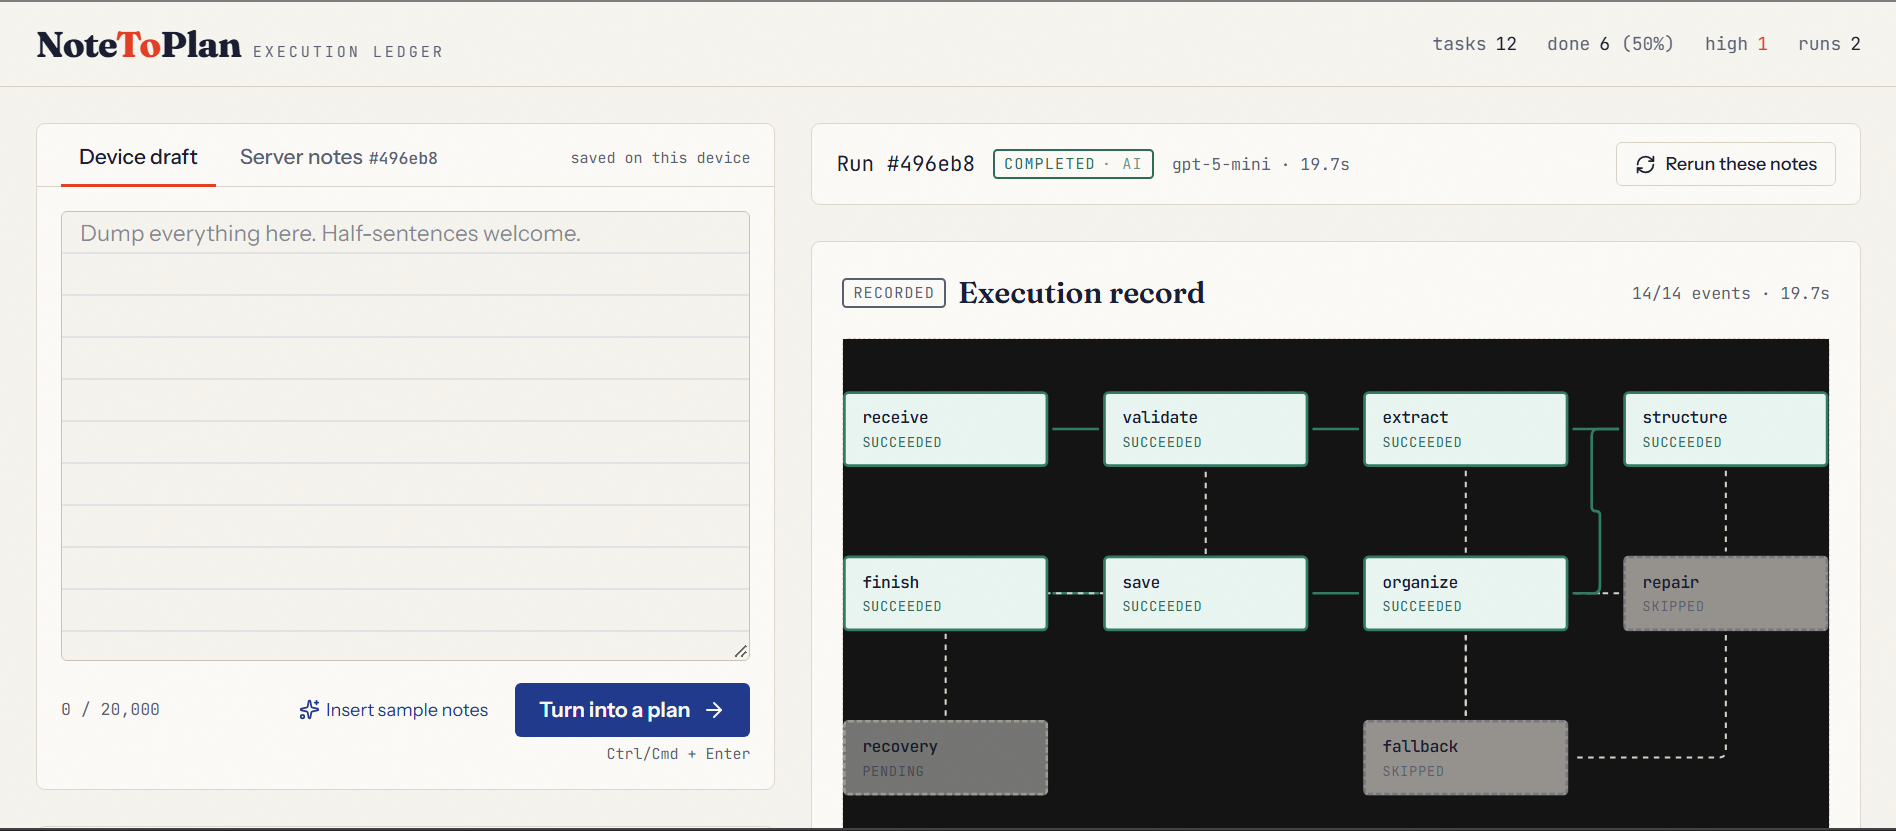 NoteToPlan EXECUTION LEDGER
tasks 12 done 6 (50%) high 1 runs 2
Device draft
Server notes #496eb8
saved on this device
Dump everything here. Half-sentences welcome.
0 / 20,000
Insert sample notes
Turn into a plan
Ctrl/Cmd + Enter
Run #496eb8
COMPLETED · AI
gpt-5-mini · 19.7s
Rerun these notes
RECORDED
Execution record
14/14 events · 19.7s
receive
SUCCEEDED
validate
SUCCEEDED
extract
SUCCEEDED
structure
SUCCEEDED
finish
SUCCEEDED
save
SUCCEEDED
organize
SUCCEEDED
repair
SKIPPED
recovery
PENDING
fallback
SKIPPED